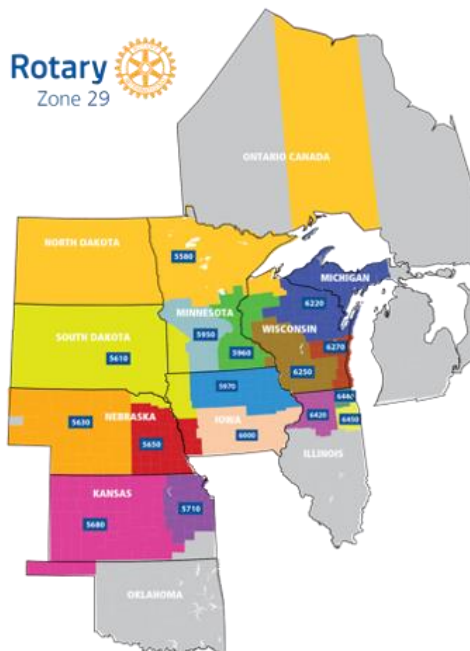 Rotary
Zone 29
ONTARIO CANADA
NORTH DAKOTA
5580
MICHIGAN
6220
MINNESOTA
5950
WISCONSIN
SOUTH DAKOTA
5610
5960
6270
6250
5970
NEBRASKA
5630
5650
IOWA
6000
6420
6450
ILLINOIS
KANSAS
5710
5680
OKLAHOMA